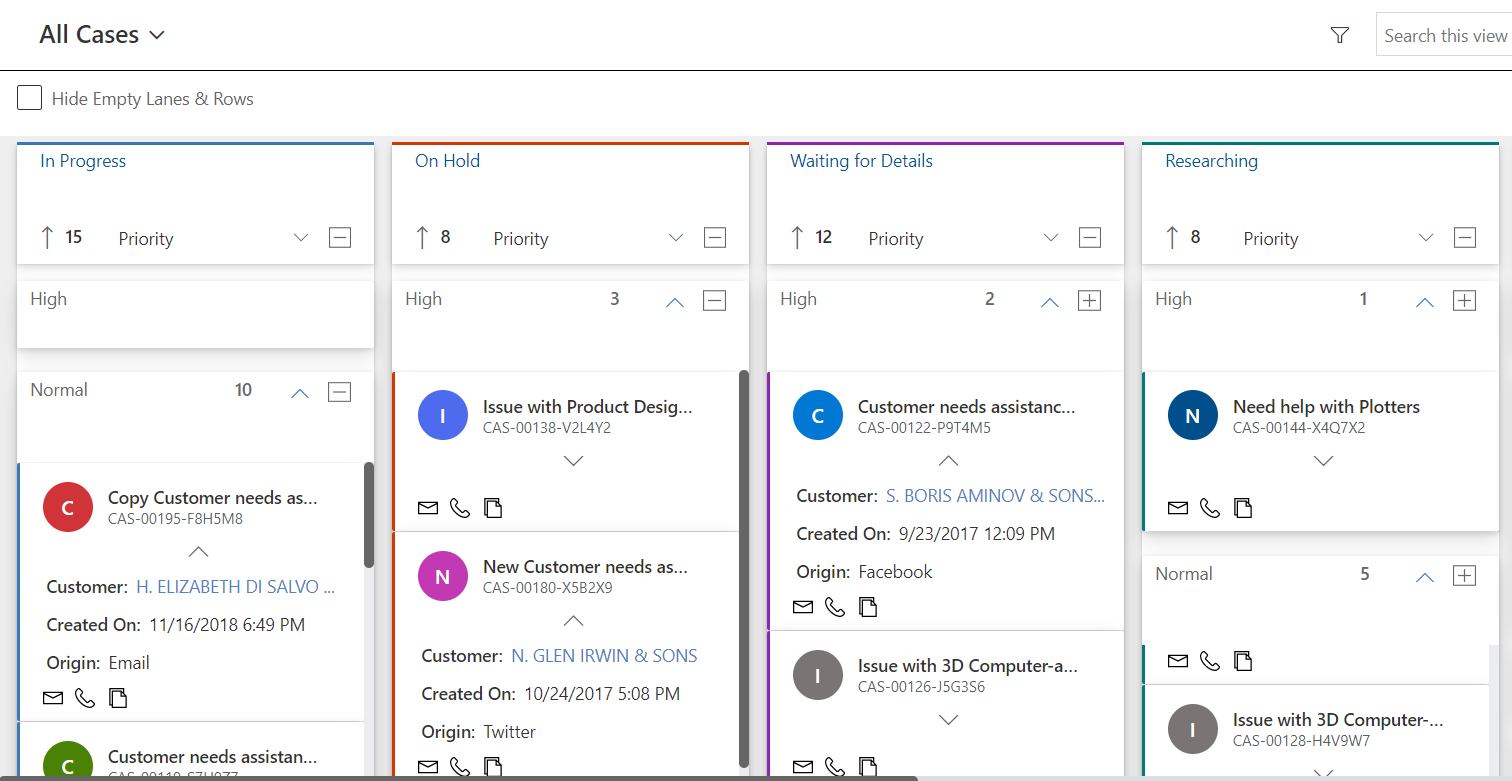 All Cases
Search this view
Hide Empty Lanes & Rows
In Progress
15 Priority
High
Normal 10
C
Copy Customer needs as...
CAS-00195-F8H5M8
Customer: H. ELIZABETH DI SALVO ...
Created On: 11/16/2018 6:49 PM
Origin: Email
C
Customer needs assistan...
On Hold
8 Priority
High 3
I
Issue with Product Desig...
CAS-00138-V2L4Y2
N
New Customer needs as...
CAS-00180-X5B2X9
Customer: N. GLEN IRWIN & SONS
Created On: 10/24/2017 5:08 PM
Origin: Twitter
Waiting for Details
12 Priority
High 2
C
Customer needs assistanc...
CAS-00122-P9T4M5
Customer: S. BORIS AMINOV & SONS...
Created On: 9/23/2017 12:09 PM
Origin: Facebook
I
Issue with 3D Computer-a...
CAS-00126-J5G3S6
Researching
8 Priority
High 1
N
Need help with Plotters
CAS-00144-X4Q7X2
Normal 5
I
Issue with 3D Computer-...
CAS-00128-H4V9W7